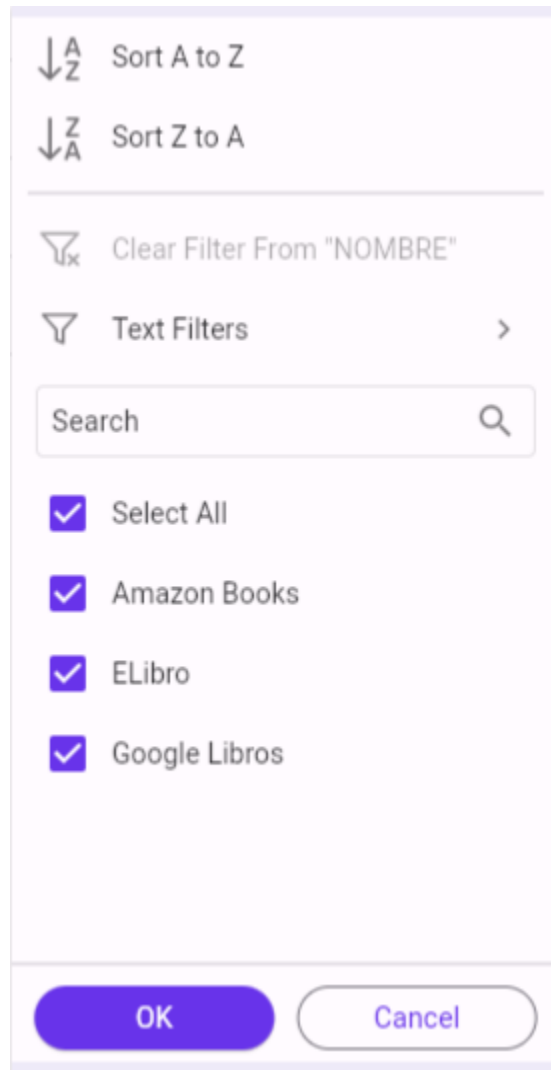 Sort A to Z
Sort Z to A
Clear Filter From "NOMBRE"
Text Filters
Search
Select All
Amazon Books
ELibro
Google Libros
OK
Cancel